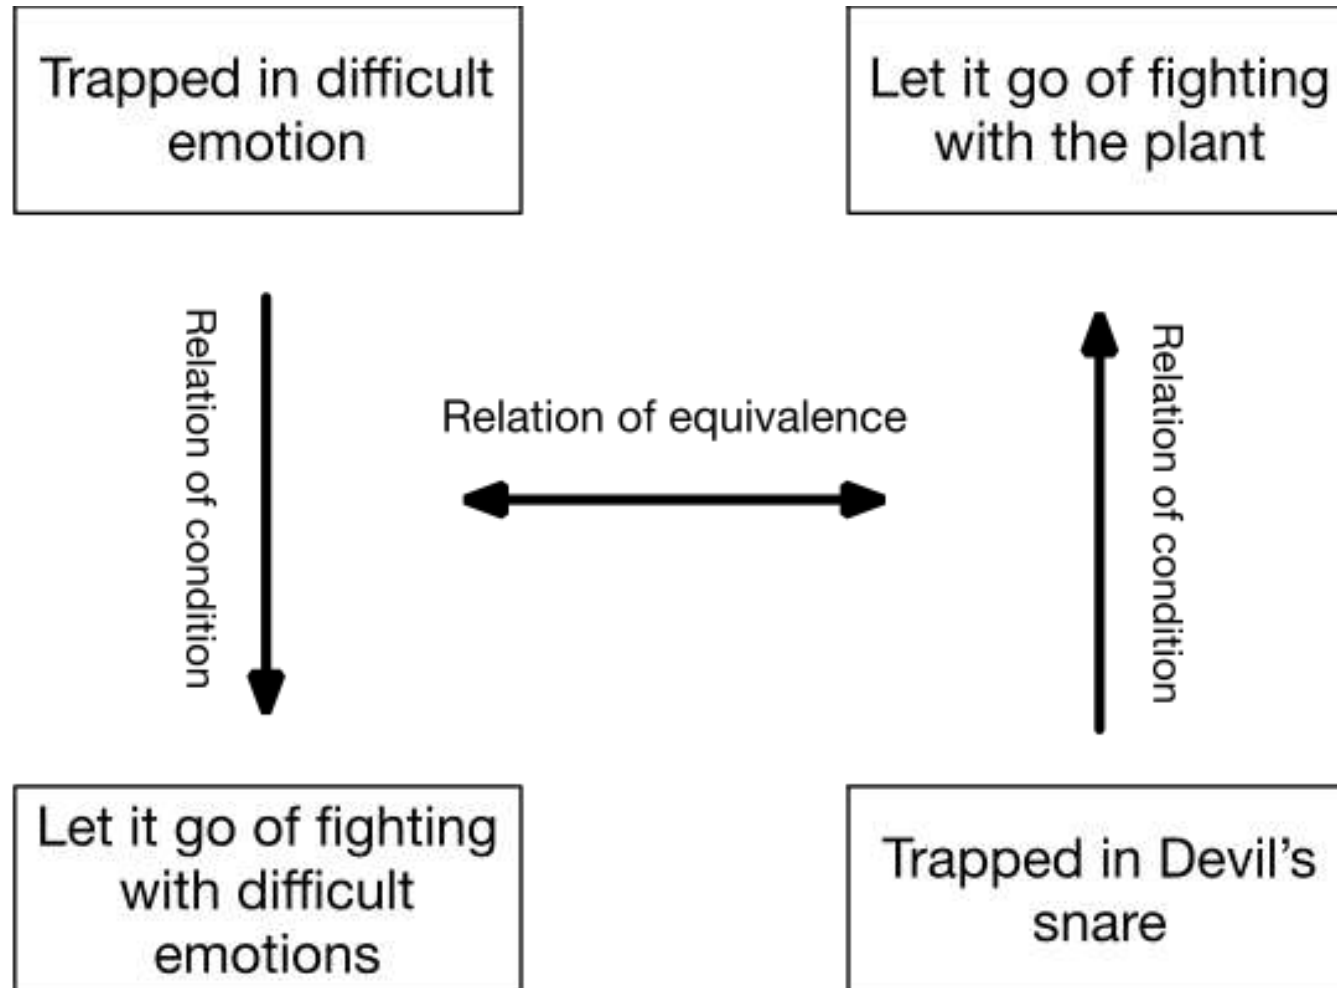 Trapped in difficult
emotion
Let it go of fighting
with the plant
Relation of condition
Relation of equivalence
Relation of condition
Let it go of fighting
with difficult
emotions
Trapped in Devil’s
snare